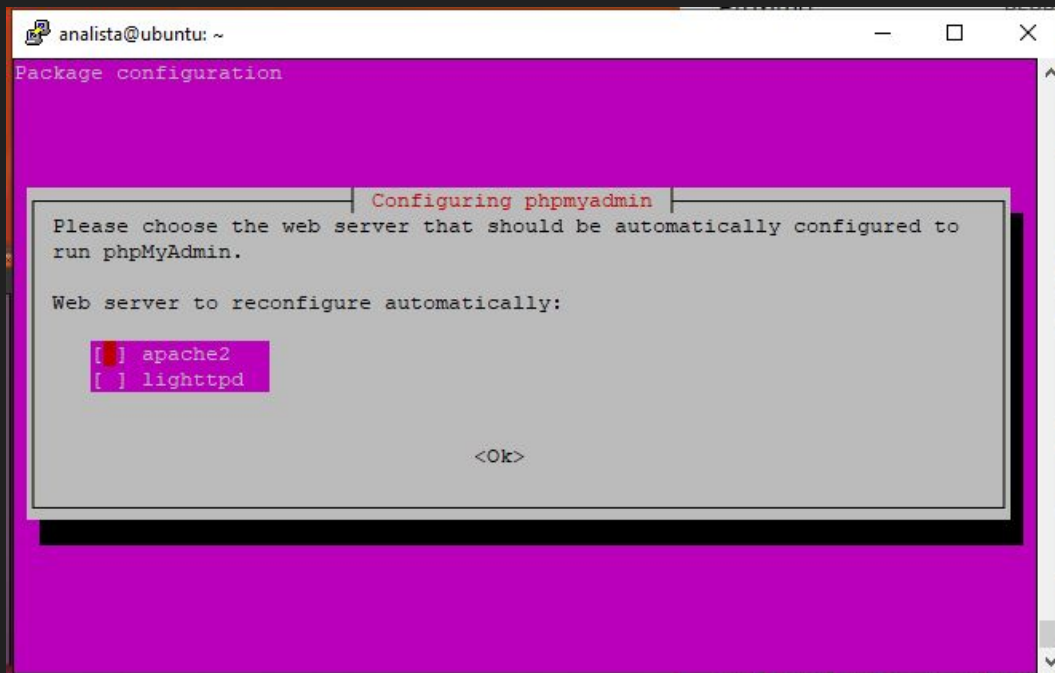 analista@ubuntu: ~
Package configuration
Configuring phpmyadmin
Please choose the web server that should be automatically configured to
run phpMyAdmin.
Web server to reconfigure automatically:
[ ] apache2
[ ] lighttpd
<Ok>